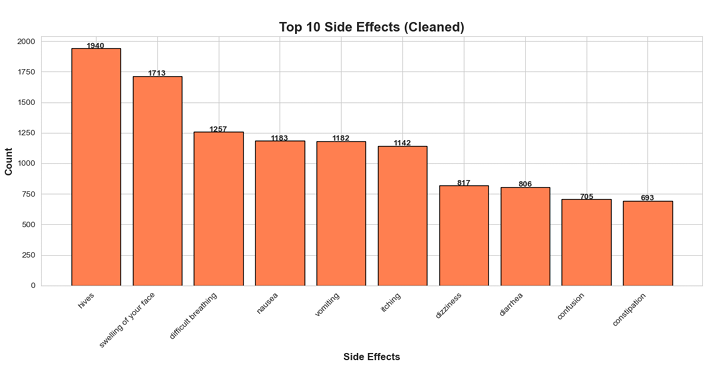 Top 10 Side Effects (Cleaned)
Count
2000
1750
1500
1250
1000
750
500
250
0
1940
1713
1257
1183
1182
1142
817
806
705
693
hives
swelling of your face
difficult breathing
nausea
vomiting
itching
dizziness
diarrhea
confusion
constipation
Side Effects